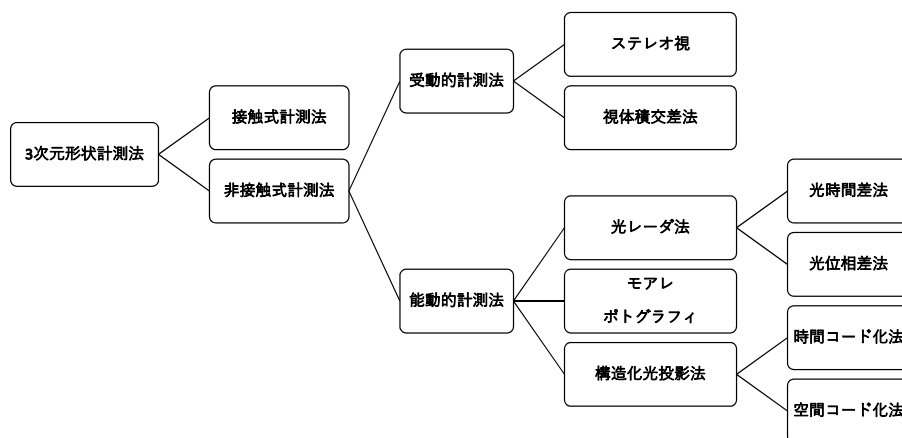 3次元形状計測法
接触式計測法
非接触式計測法
受動的計測法
ステレオ視
視体積交差法
能動的計測法
光レーダ法
光時間差法
光位相差法
モアレ
ポトグラフィ
構造化光投影法
時間コード化法
空間コード化法